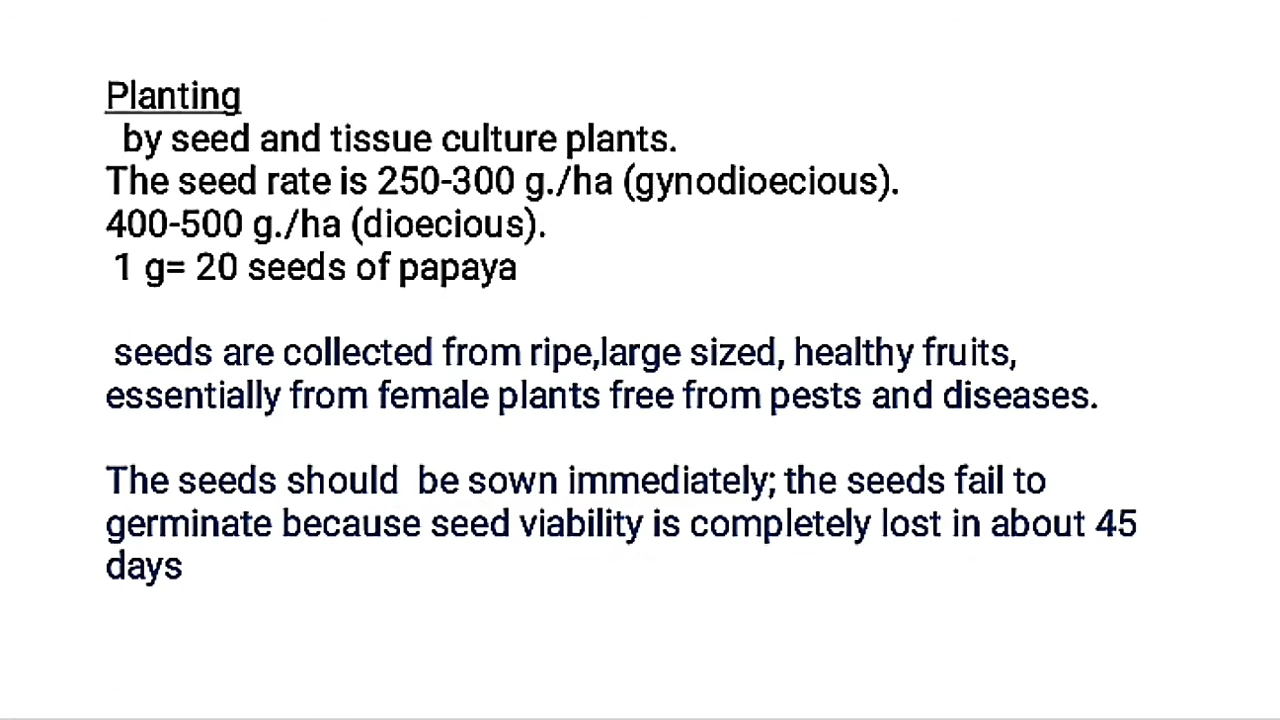 Planting
by seed and tissue culture plants.
The seed rate is 250-300 g./ha (gynodioecious).
400-500 g./ha (dioecious).
1 g= 20 seeds of papaya
seeds are collected from ripe,large sized, healthy fruits,
essentially from female plants free from pests and diseases.
The seeds should  be sown immediately; the seeds fail to
germinate because seed viability is completely lost in about 45
days